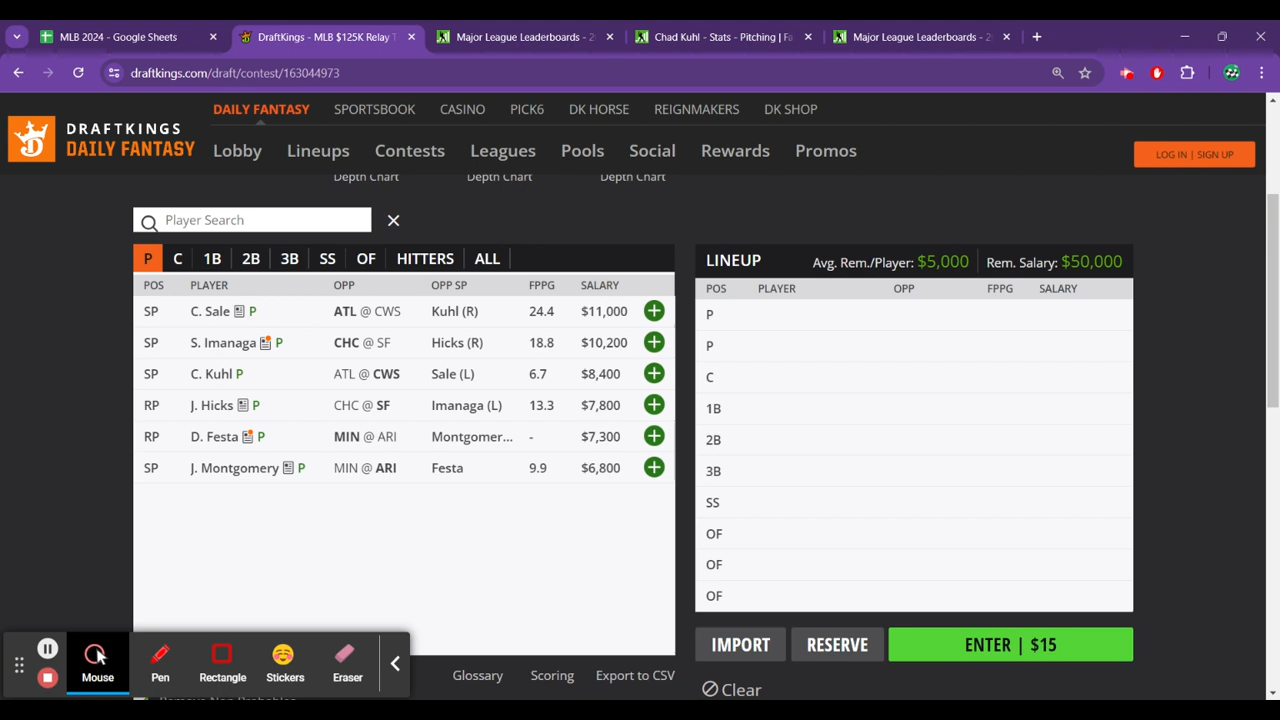 MLB 2024 - Google Sheets
DraftKings - MLB $125K Relay T
Major League Leaderboards - 2
Chad Kuhl - Stats - Pitching | Fa
Major League Leaderboards - 2
draftkings.com/draft/contest/163044973
DRAFTKINGS
DAILY FANTASY
DAILY FANTASY SPORTSBOOK CASINO PICK6 DK HORSE REIGNMAKERS DK SHOP
Lobby Lineups Contests Leagues Pools Social Rewards Promos
LOG IN | SIGN UP
Depth Chart Depth Chart Depth Chart
Player Search
P C 1B 2B 3B SS OF HITTERS ALL
POS PLAYER OPP OPP SP FPPG SALARY
SP C. Sale P ATL @ CWS Kuhl (R) 24.4 $11,000
SP S. Imanaga P CHC @ SF Hicks (R) 18.8 $10,200
SP C. Kuhl P ATL @ CWS Sale (L) 6.7 $8,400
RP J. Hicks P CHC @ SF Imanaga (L) 13.3 $7,800
RP D. Festa P MIN @ ARI Montgomer... - $7,300
SP J. Montgomery P MIN @ ARI Festa 9.9 $6,800
LINEUP Avg. Rem./Player: $5,000 Rem. Salary: $50,000
POS PLAYER OPP FPPG SALARY
P
P
C
1B
2B
3B
SS
OF
OF
OF
IMPORT RESERVE ENTER | $15
Clear
Glossary Scoring Export to CSV
Mouse Pen Rectangle Stickers Eraser